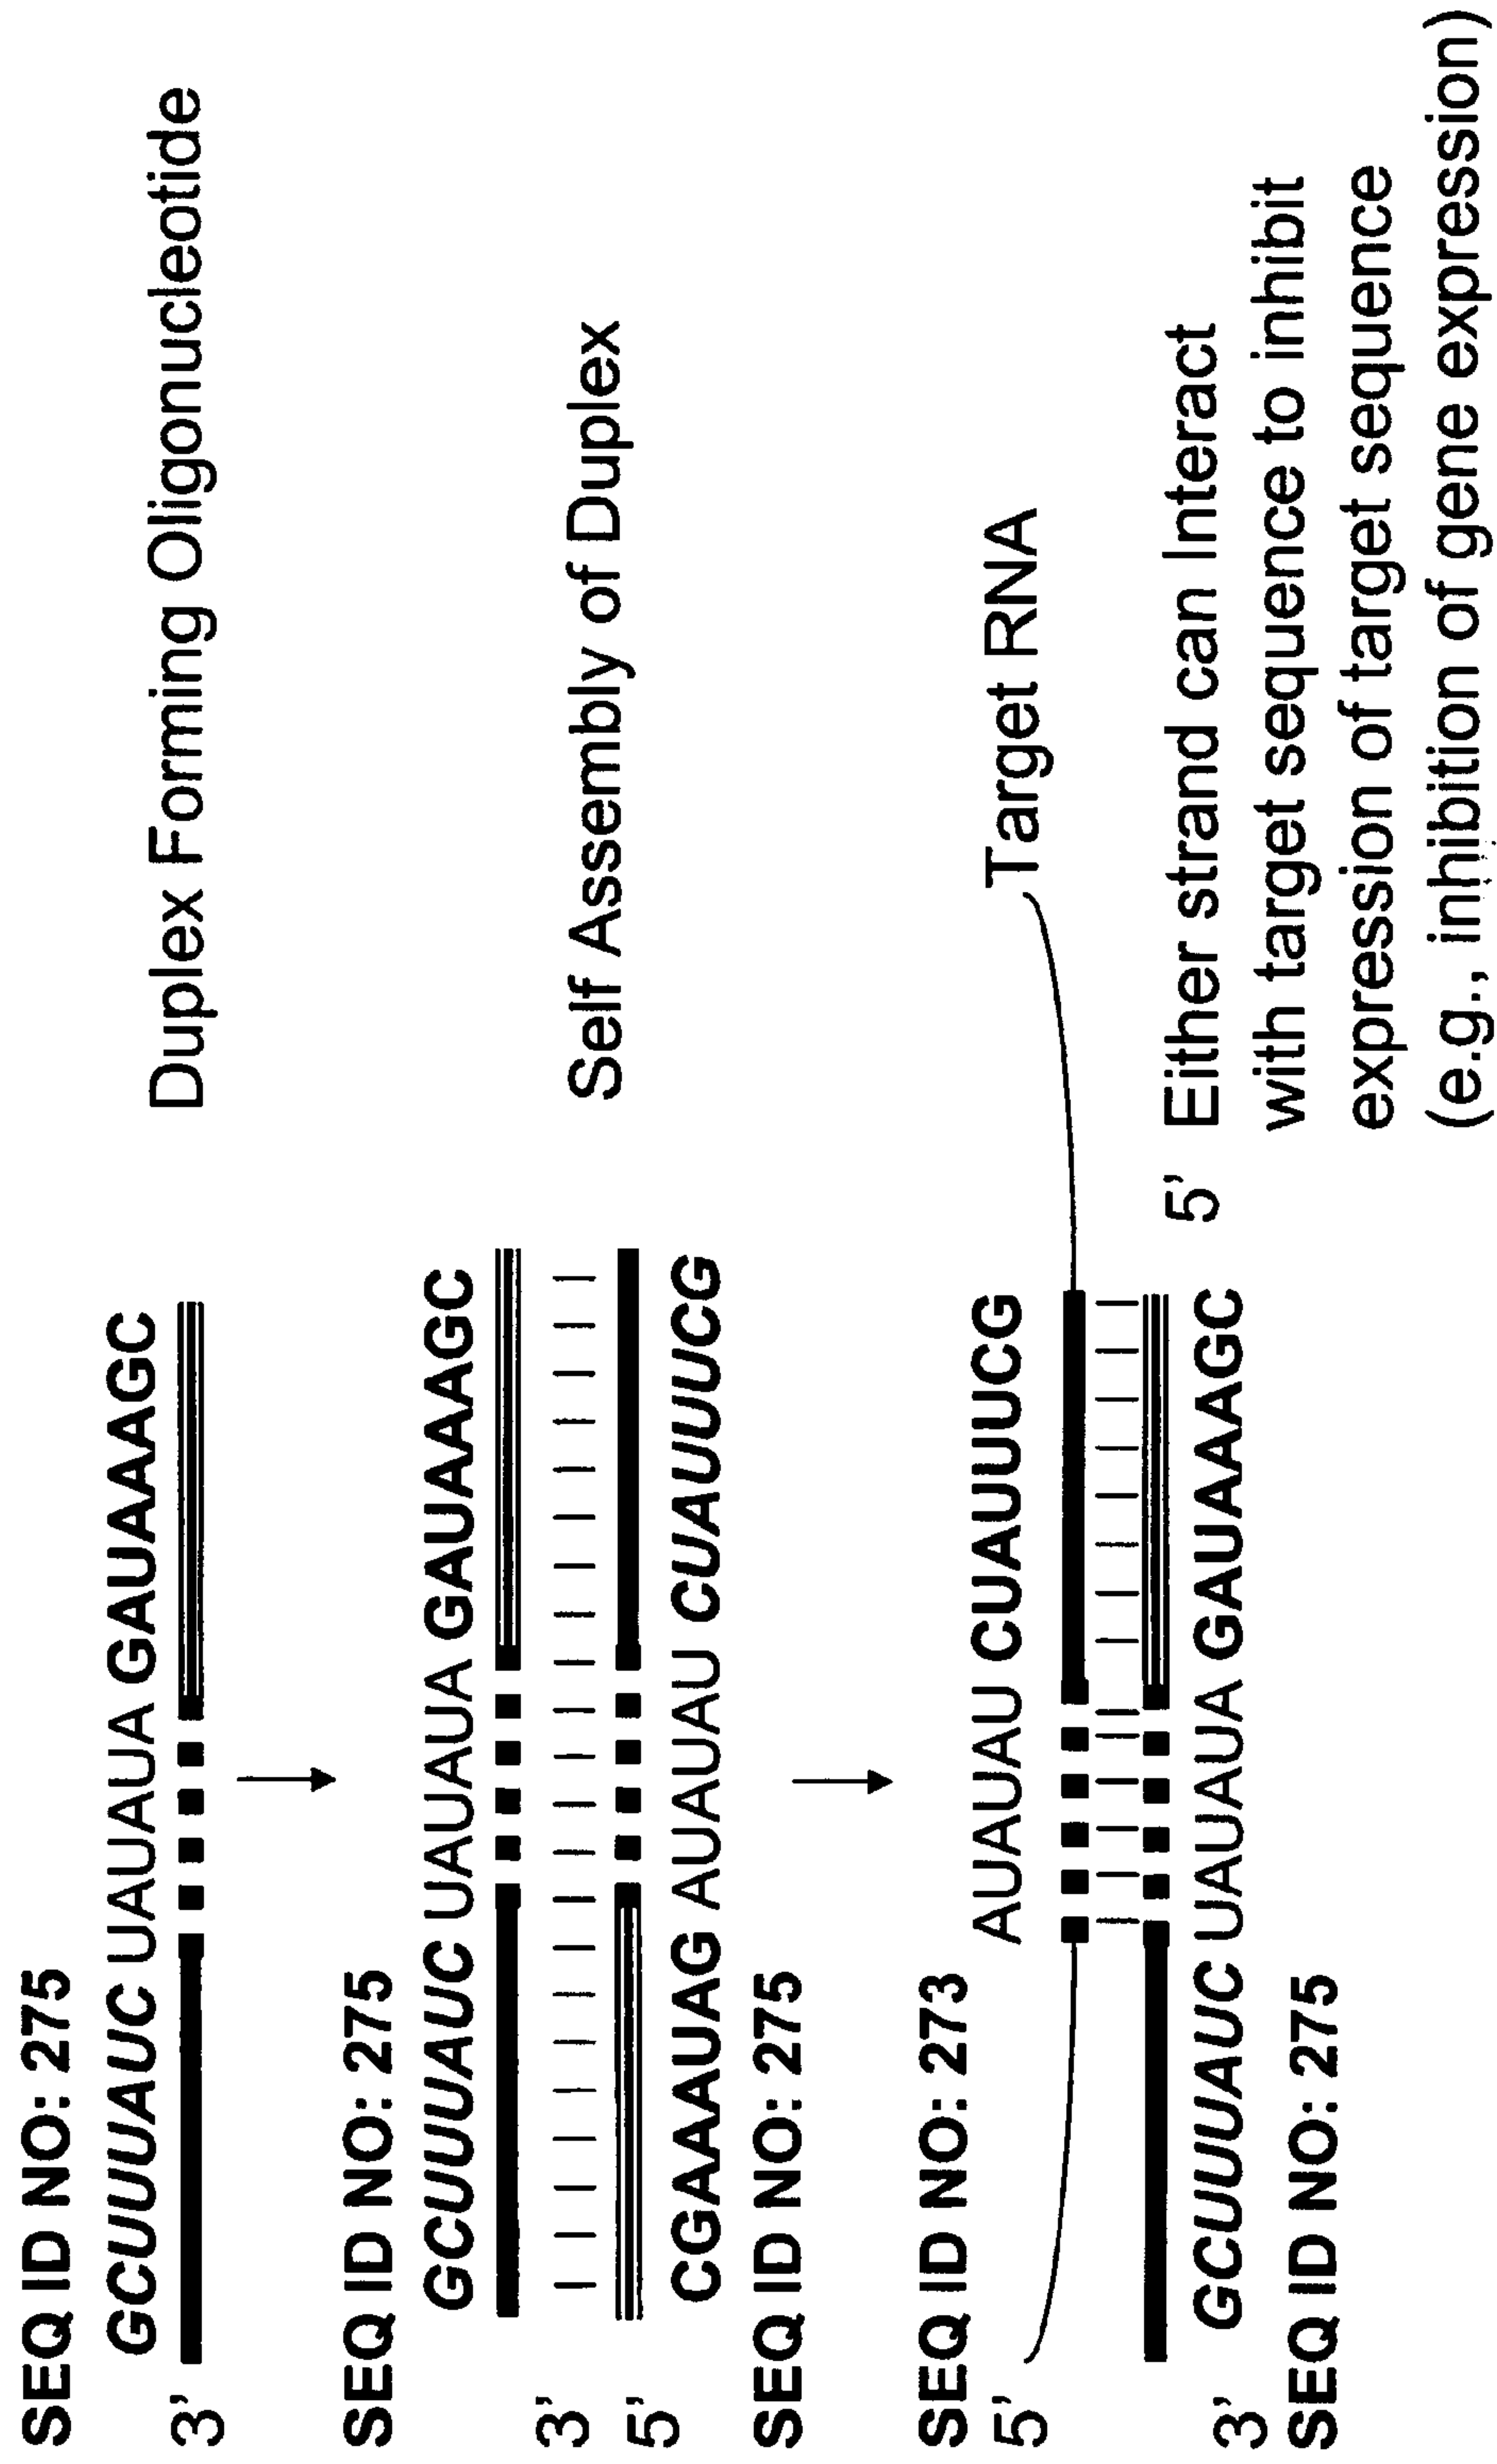 SEQ ID NO: 275
GCUUUAUC UAUAUA GAUAAAGC
3'
Duplex Forming Oligonucleotide
SEQ ID NO: 275
GCUUUAUC UAUAUA GAUAAAGC
3'
5'
Self Assembly of Duplex
CGAAAUAG AUAUAU CUAUUUCG
SEQ ID NO: 275
SEQ ID NO: 273
AUAUAU CUAUUUCG
5'
Target RNA
3'
GCUUUAUC UAUAUA GAUAAAGC
5'
SEQ ID NO: 275
Either strand can Interact
with target sequence to inhibit
expression of target sequence
(e.g., inhibition of gene expression)